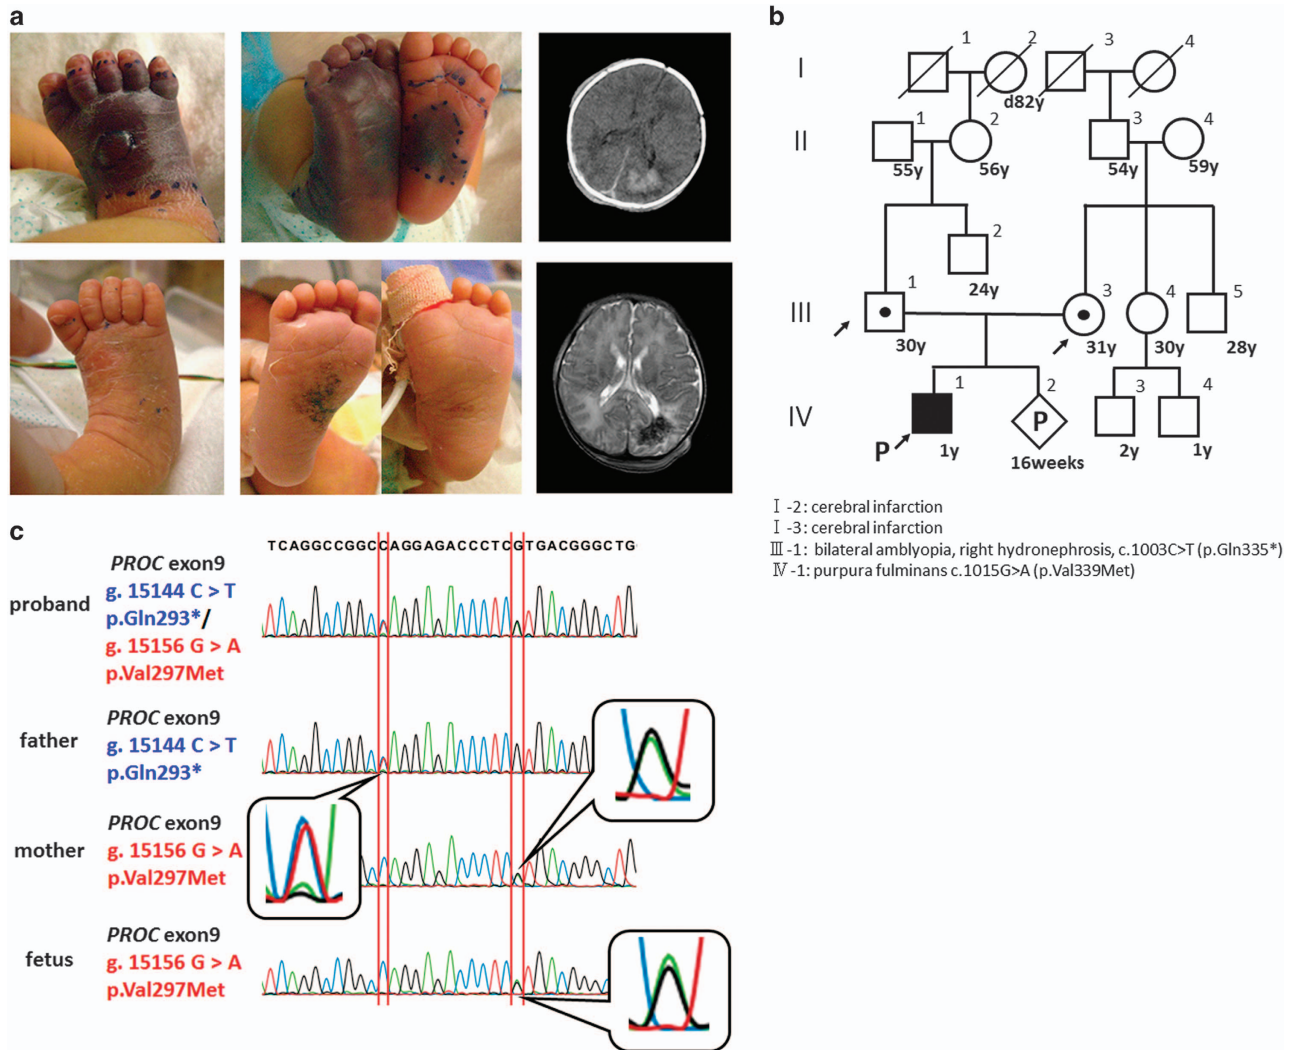 a
b
1
2
3
4
I
d82y
1
2
3
4
II
55y
56y
54y
59y
2
24y
1
3
4
5
III
30y
31y
30y
28y
1
2
3
4
IV
P
P
1y
16weeks
2y
1y
I -2: cerebral infarction
I -3: cerebral infarction
III -1: bilateral amblyopia, right hydronephrosis, c.1003C>T (p.Gln335*)
IV -1: purpura fulminans c.1015G>A (p.Val339Met)
c
TCAGGCCGGCCAGGAGACCCTCGTGACGGGCTG
proband
PROC exon9
g. 15144 C > T
p.Gln293*/
g. 15156 G > A
p.Val297Met
father
PROC exon9
g. 15144 C > T
p.Gln293*
mother
PROC exon9
g. 15156 G > A
p.Val297Met
fetus
PROC exon9
g. 15156 G > A
p.Val297Met